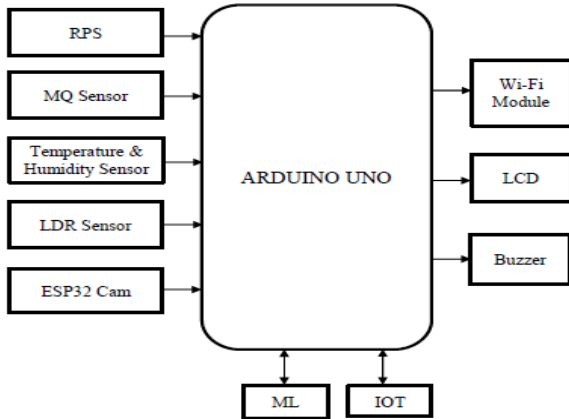 RPS
MQ Sensor
Temperature &
Humidity Sensor
LDR Sensor
ESP32 Cam
ARDUINO UNO
Wi-Fi
Module
LCD
Buzzer
ML
IOT